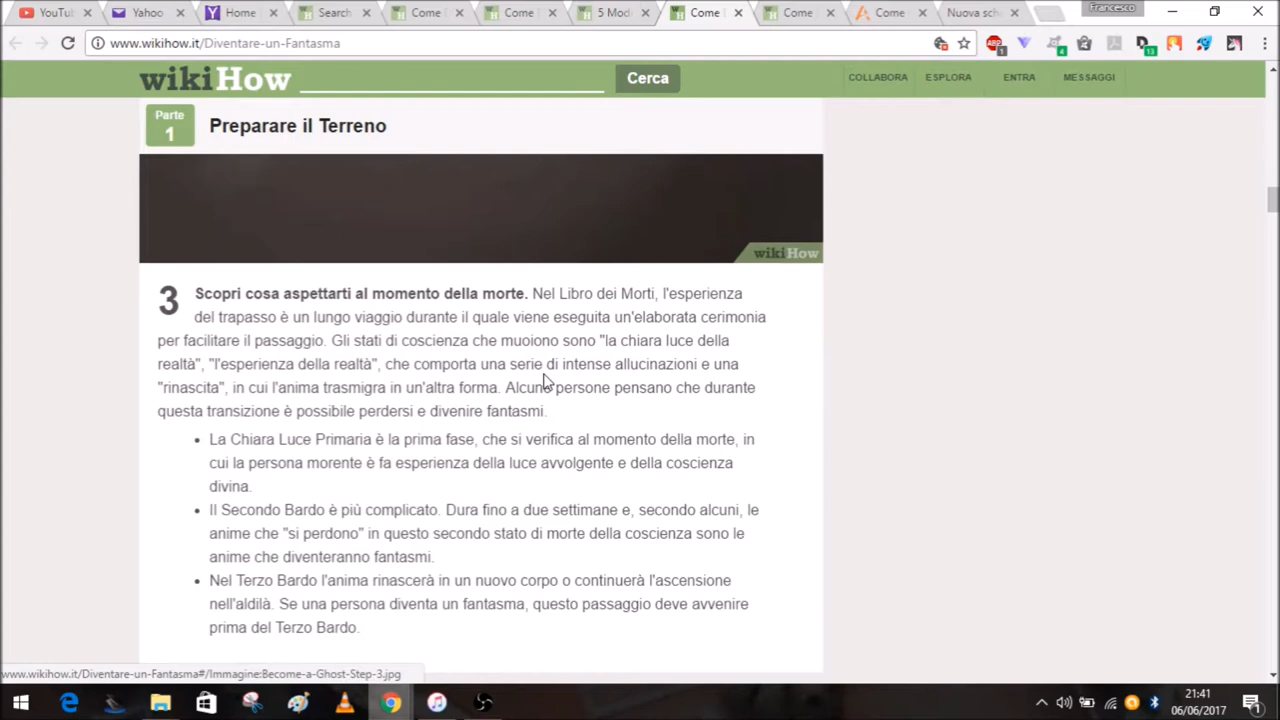 YouTub
Yahoo
Home
Search
Come
Come
5 Mod
Come
Come
Come
Nuova sch
Francesco
www.wikihow.it/Diventare-un-Fantasma
wikiHow
Cerca
COLLABORA
ESPLORA
ENTRA
MESSAGGI
Parte
1
Preparare il Terreno
wikiHow
3
Scopri cosa aspettarti al momento della morte. Nel Libro dei Morti, l'esperienza
del trapasso è un lungo viaggio durante il quale viene eseguita un'elaborata cerimonia
per facilitare il passaggio. Gli stati di coscienza che muoiono sono "la chiara luce della
realtà", "l'esperienza della realtà", che comporta una serie di intense allucinazioni e una
"rinascita", in cui l'anima trasmigra in un'altra forma. Alcune persone pensano che durante
questa transizione è possibile perdersi e divenire fantasmi.
• La Chiara Luce Primaria è la prima fase, che si verifica al momento della morte, in
cui la persona morente è fa esperienza della luce avvolgente e della coscienza
divina.
• Il Secondo Bardo è più complicato. Dura fino a due settimane e, secondo alcuni, le
anime che "si perdono" in questo secondo stato di morte della coscienza sono le
anime che diventeranno fantasmi.
• Nel Terzo Bardo l'anima rinascerà in un nuovo corpo o continuerà l'ascensione
nell'aldilà. Se una persona diventa un fantasma, questo passaggio deve avvenire
prima del Terzo Bardo.
www.wikihow.it/Diventare-un-Fantasma#/Immagine:Become-a-Ghost-Step-3.jpg
21:41
06/06/2017